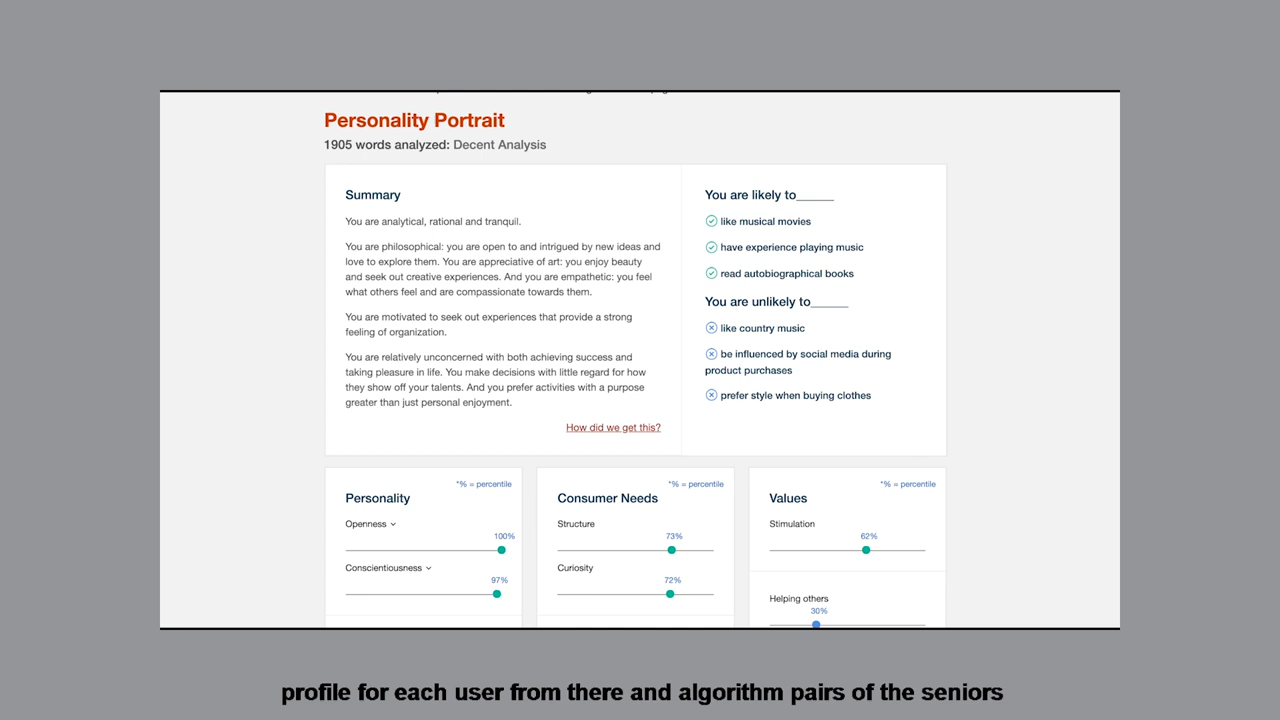 Personality Portrait
1905 words analyzed: Decent Analysis
Summary
You are analytical, rational and tranquil.
You are philosophical: you are open to and intrigued by new ideas and
love to explore them. You are appreciative of art: you enjoy beauty
and seek out creative experiences. And you are empathetic: you feel
what others feel and are compassionate towards them.
You are motivated to seek out experiences that provide a strong
feeling of organization.
You are relatively unconcerned with both achieving success and
taking pleasure in life. You make decisions with little regard for how
they show off your talents. And you prefer activities with a purpose
greater than just personal enjoyment.
How did we get this?
You are likely to______
like musical movies
have experience playing music
read autobiographical books
You are unlikely to______
like country music
be influenced by social media during
product purchases
prefer style when buying clothes
*% = percentile
Personality
Openness
100%
Conscientiousness
97%
*% = percentile
Consumer Needs
Structure
73%
Curiosity
72%
*% = percentile
Values
Stimulation
62%
Helping others
30%
profile for each user from there and algorithm pairs of the seniors